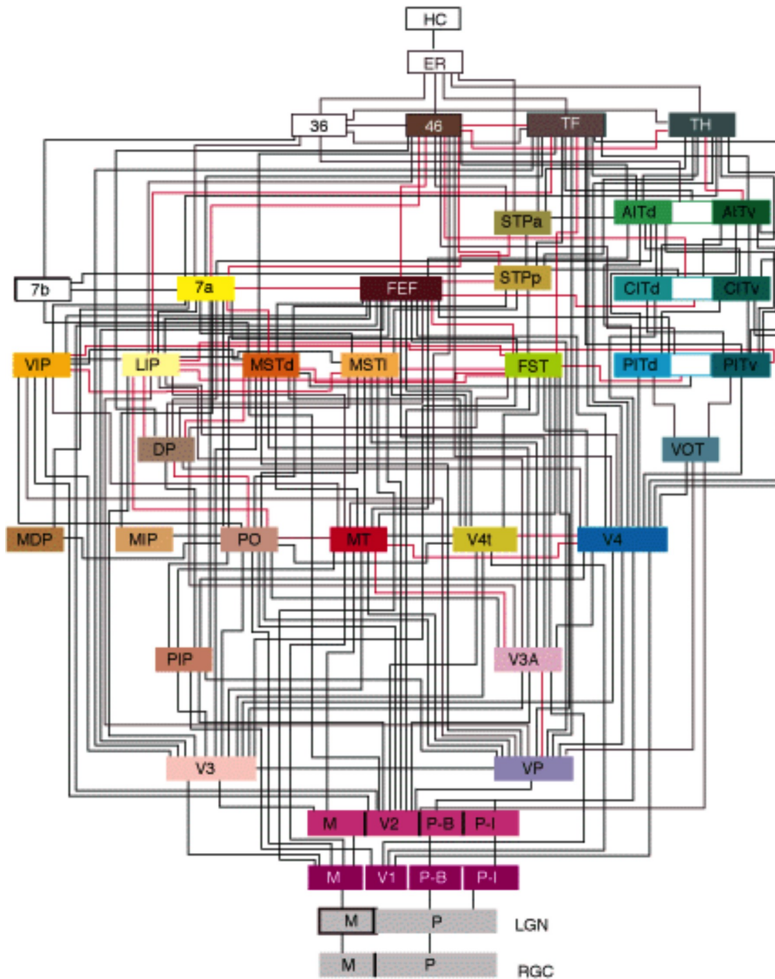 HC
ER
36 46 TF TH
STPa AITd AITv
7b 7a FEF STPp CITd CITv
VIP LIP MSTd MSTl FST PITd PITv
DP VOT
MDP MIP PO MT V4t V4
PIP V3A
V3 VP
M V2 P-B P-I
M V1 P-B P-I
M P LGN
M P RGC